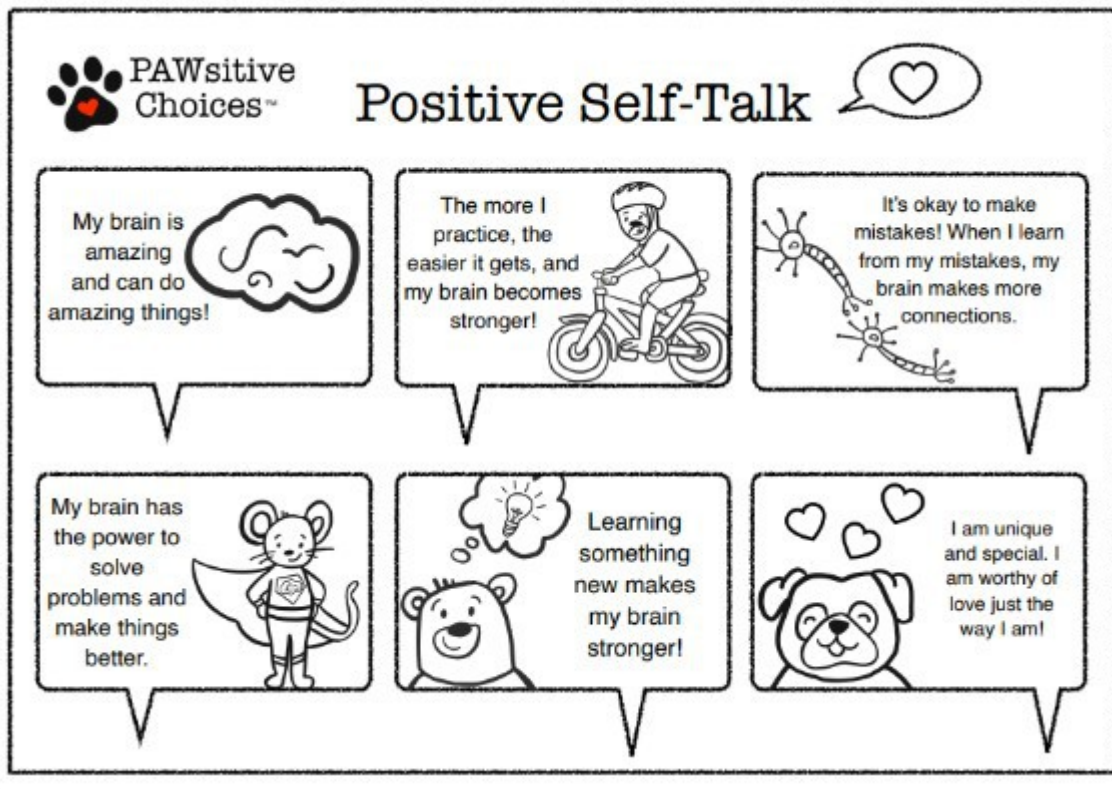 PAWsitive
Choices™
Positive Self-Talk
My brain is
amazing
and can do
amazing things!
The more I
practice, the
easier it gets, and
my brain becomes
stronger!
It's okay to make
mistakes! When I learn
from my mistakes, my
brain makes more
connections.
My brain has
the power to
solve
problems and
make things
better.
Learning
something
new makes
my brain
stronger!
I am unique
and special. I
am worthy of
love just the
way I am!